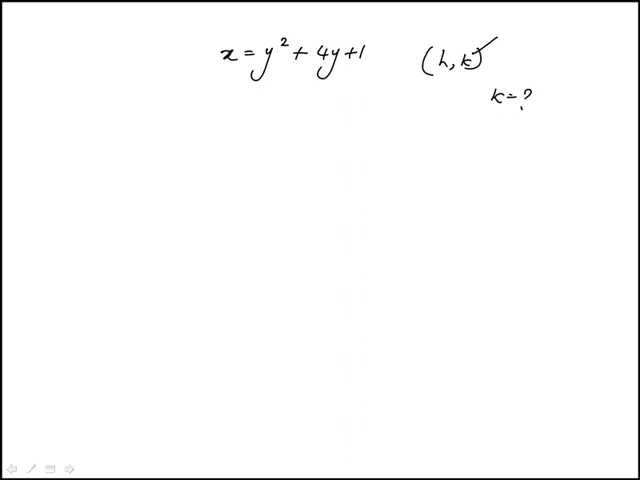 x = y² + 4y + 1 (h, k)
k = ?